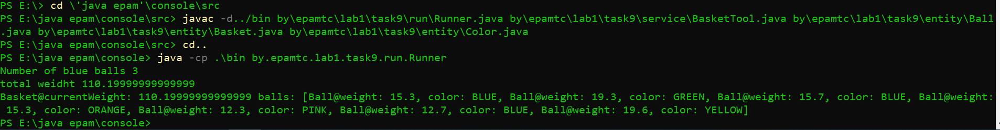 PS E:\> cd \'java epam'\console\src
PS E:\java epam\console\src> javac -d../bin by\epamtc\lab1\task9\run\Runner.java by\epamtc\lab1\task9\service\BasketTool.java by\epamtc\lab1\task9\entity\Ball
.java by\epamtc\lab1\task9\entity\Basket.java by\epamtc\lab1\task9\entity\Color.java
PS E:\java epam\console\src> cd..
PS E:\java epam\console> java -cp .\bin by.epamtc.lab1.task9.run.Runner
Number of blue balls 3
total weidht 110.19999999999999
Basket@currentWeight: 110.19999999999999 balls: [Ball@weight: 15.3, color: BLUE, Ball@weight: 19.3, color: GREEN, Ball@weight: 15.7, color: BLUE, Ball@weight:
 15.3, color: ORANGE, Ball@weight: 12.3, color: PINK, Ball@weight: 12.7, color: BLUE, Ball@weight: 19.6, color: YELLOW]
PS E:\java epam\console>